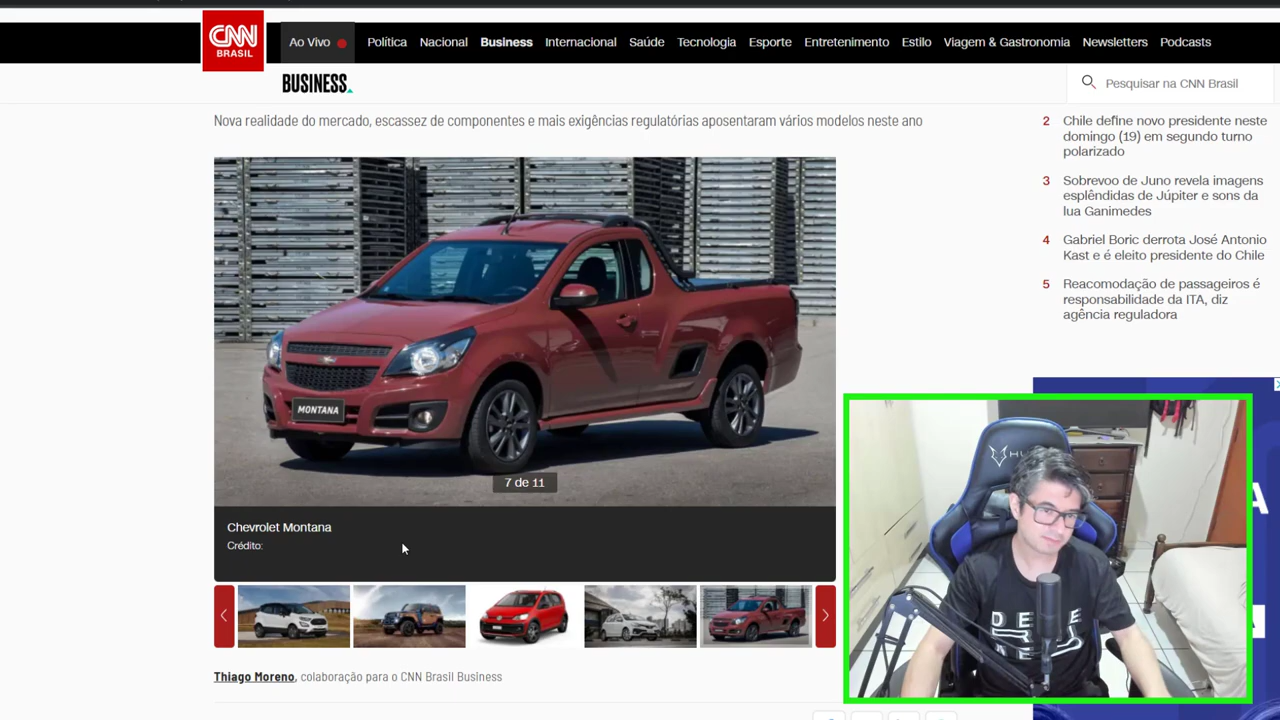 CNN
BRASIL
Ao Vivo
Política
Nacional
Business
Internacional
Saúde
Tecnologia
Esporte
Entretenimento
Estilo
Viagem & Gastronomia
Newsletters
Podcasts
BUSINESS
Pesquisar na CNN Brasil
Nova realidade do mercado, escassez de componentes e mais exigências regulatórias aposentaram vários modelos neste ano
MONTANA
7 de 11
Chevrolet Montana
Crédito:
Thiago Moreno, colaboração para o CNN Brasil Business
2 Chile define novo presidente neste
domingo (19) em segundo turno
polarizado
3 Sobrevoo de Juno revela imagens
esplêndidas de Júpiter e sons da
lua Ganimedes
4 Gabriel Boric derrota José Antonio
Kast e é eleito presidente do Chile
5 Reacomodação de passageiros é
responsabilidade da ITA, diz
agência reguladora